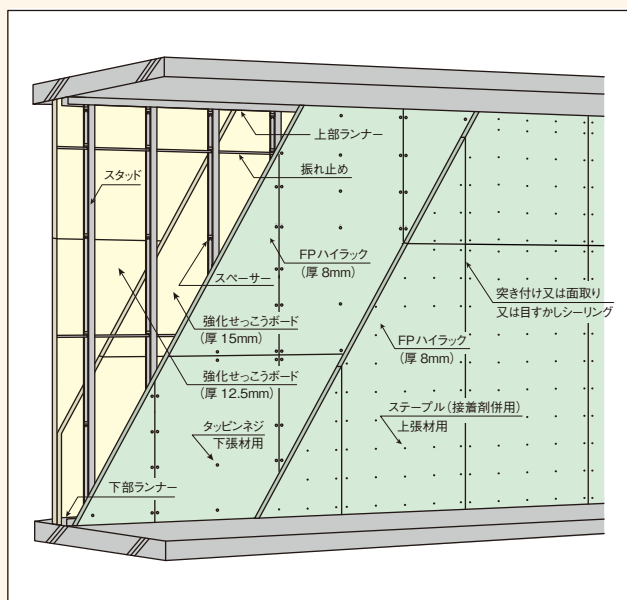 上部ランナー
振れ止め
スタッド
FPハイラック
(厚 8mm)
スペーサー
突き付け又は面取り
又は目すかしシーリング
強化せっこうボード
(厚 15mm)
FPハイラック
(厚 8mm)
強化せっこうボード
(厚 12.5mm)
ステープル(接着剤併用)
上張材用
タッピンネジ
下張材用
下部ランナー